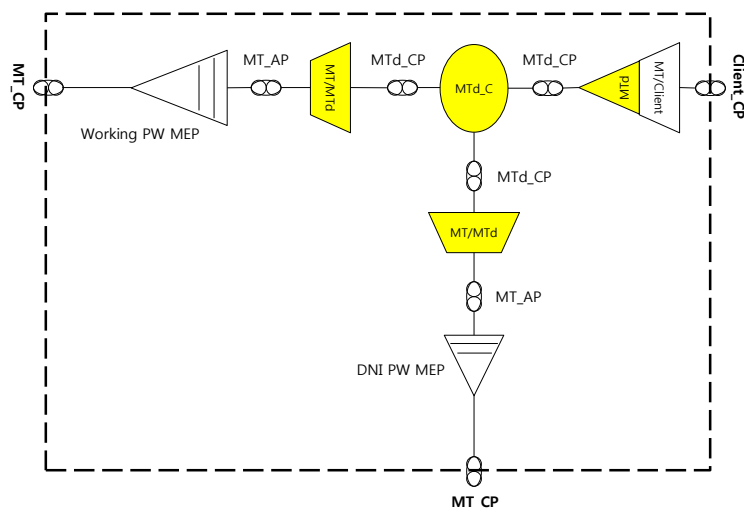 MT_CP
MT_AP
MTd_CP
MTd_CP
Client_CP
MT/MTd
MTd_C
MTd
MT/Client
Working PW MEP
MTd_CP
MT/MTd
MT_AP
DNI PW MEP
MT_CP